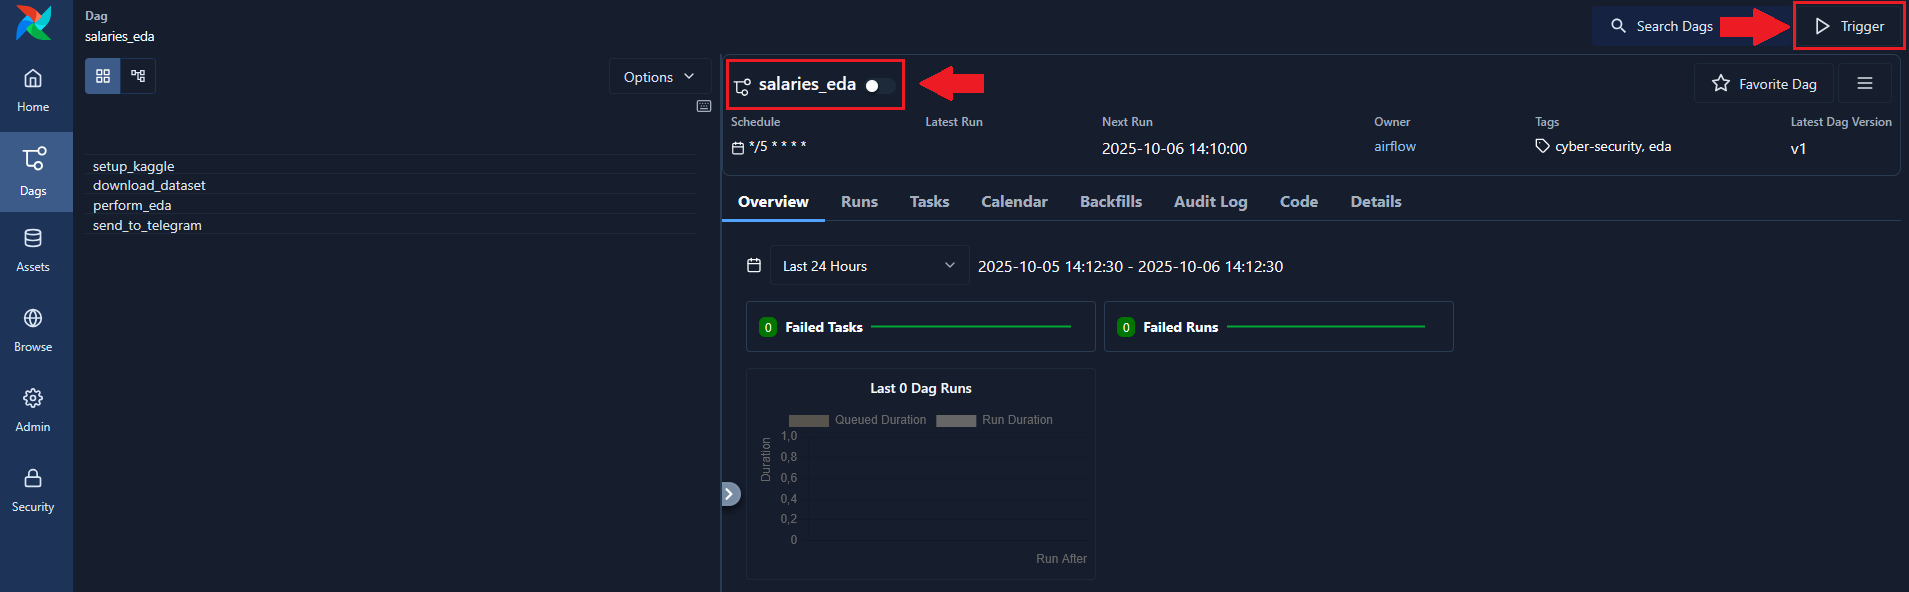 Dag
salaries_eda
Search Dags
Trigger
Home
Dags
Assets
Browse
Admin
Security
Options
setup_kaggle
download_dataset
perform_eda
send_to_telegram
salaries_eda
Favorite Dag
Schedule
*/5 * * * *
Latest Run
Next Run
2025-10-06 14:10:00
Owner
airflow
Tags
cyber-security, eda
Latest Dag Version
v1
Overview Runs Tasks Calendar Backfills Audit Log Code Details
Last 24 Hours 2025-10-05 14:12:30 - 2025-10-06 14:12:30
0 Failed Tasks
0 Failed Runs
Last 0 Dag Runs
Queued Duration Run Duration
Duration
1,0
0,8
0,6
0,4
0,2
0
Run After